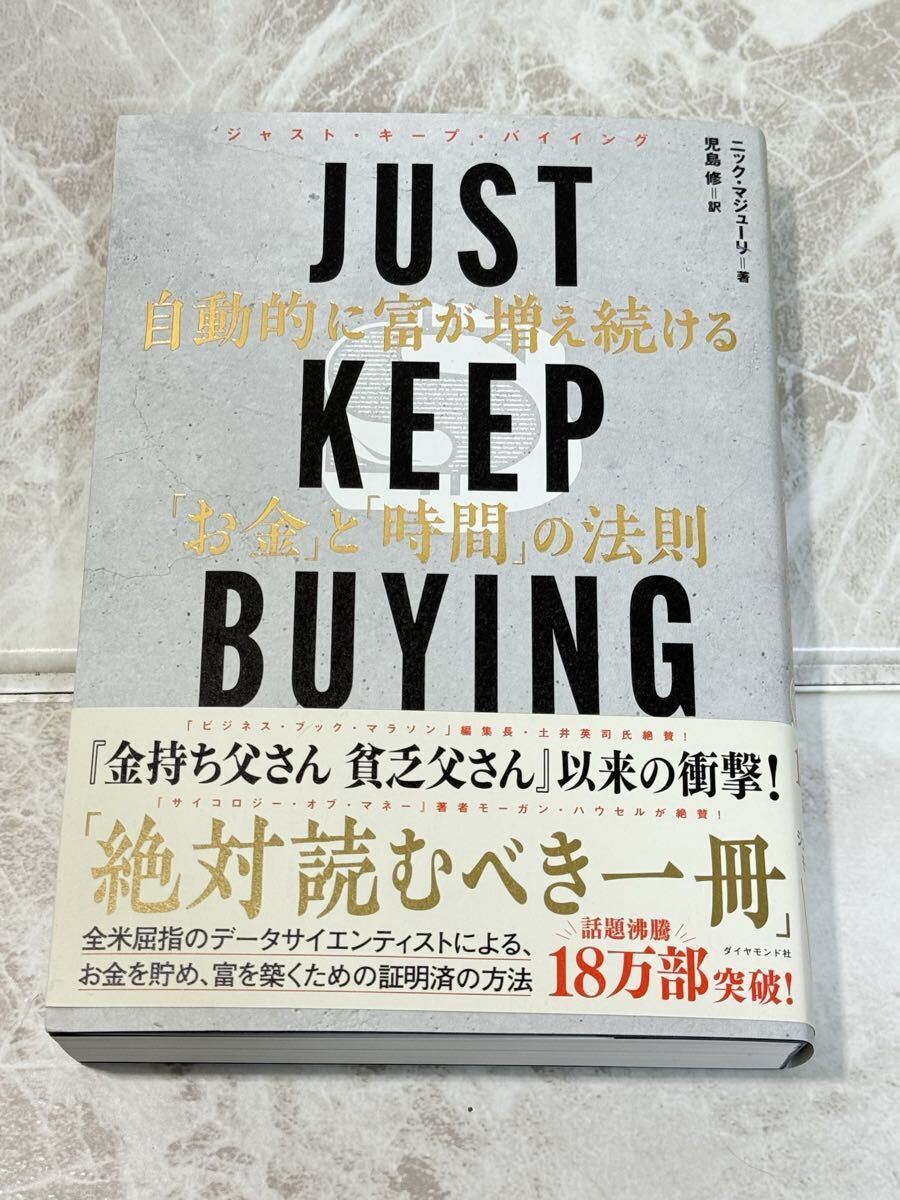 ジャスト・キープ・バイイング
ニック・マジューリ=著
児島 修=訳
JUST
自動的に富が増え続ける
KEEP
「お金」と「時間」の法則
BUYING
「ビジネス・ブック・マラソン」編集長・土井英司氏絶賛!
『金持ち父さん 貧乏父さん』以来の衝撃!
「サイコロジー・オブ・マネー」著者モーガン・ハウセルが絶賛!
「絶対読むべき一冊」
全米屈指のデータサイエンティストによる、
お金を貯め、富を築くための証明済の方法
話題沸騰
18万部突破!
ダイヤモンド社